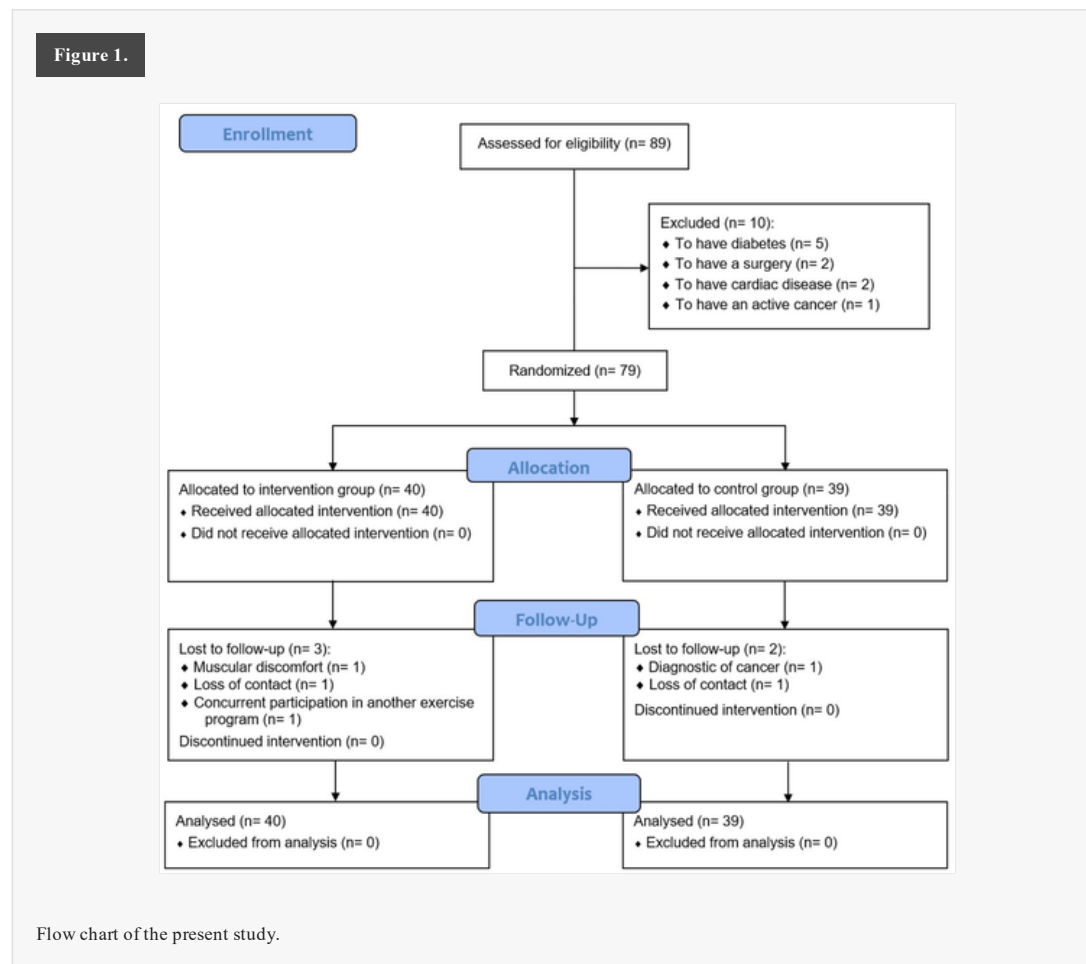 Figure 1.
Enrollment
Assessed for eligibility (n= 89)
Excluded (n= 10):
♦ To have diabetes (n= 5)
♦ To have a surgery (n= 2)
♦ To have cardiac disease (n= 2)
♦ To have an active cancer (n= 1)
Randomized (n= 79)
Allocation
Allocated to intervention group (n= 40)
♦ Received allocated intervention (n= 40)
♦ Did not receive allocated intervention (n= 0)
Allocated to control group (n= 39)
♦ Received allocated intervention (n= 39)
♦ Did not receive allocated intervention (n= 0)
Follow-Up
Lost to follow-up (n= 3):
♦ Muscular discomfort (n= 1)
♦ Loss of contact (n= 1)
♦ Concurrent participation in another exercise
program (n= 1)
Discontinued intervention (n= 0)
Lost to follow-up (n= 2):
♦ Diagnostic of cancer (n= 1)
♦ Loss of contact (n= 1)
Discontinued intervention (n= 0)
Analysis
Analysed (n= 40)
♦ Excluded from analysis (n= 0)
Analysed (n= 39)
♦ Excluded from analysis (n= 0)
Flow chart of the present study.